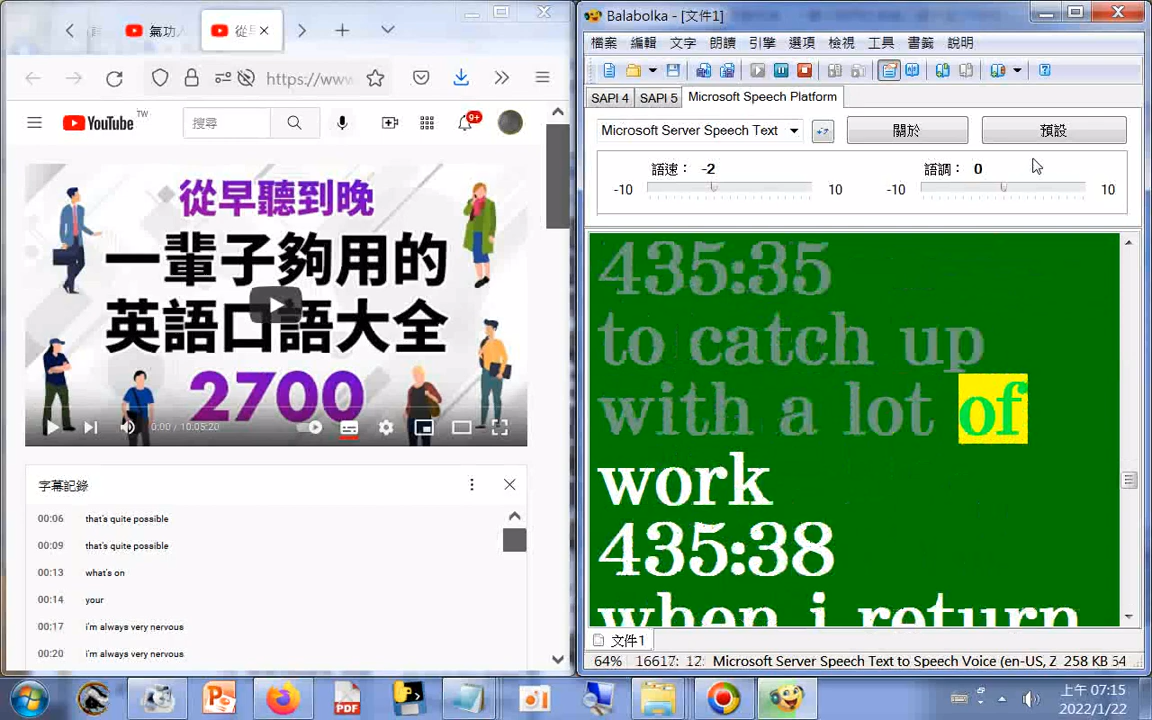 氣功
從
https://www
YouTube TW
搜尋
9+
從早聽到晚
一輩子夠用的
英語口語大全
2700
0:00 / 10:05:20
字幕記錄
00:06 that's quite possible
00:09 that's quite possible
00:13 what's on
00:14 your
00:17 i'm always very nervous
00:20 i'm always very nervous
Balabolka - [文件1]
檔案 編輯 文字 朗讀 引擎 選項 檢視 工具 書籤 說明
SAPI 4 SAPI 5 Microsoft Speech Platform
Microsoft Server Speech Text 關於 預設
語速： -2 語調： 0
-10 10 -10 10
435:35
to catch up
with a lot of
work
435:38
when i return
文件1
64% 16617: 12: Microsoft Server Speech Text to Speech Voice (en-US, Z 258 KB 54
PDF
上午 07:15
2022/1/22